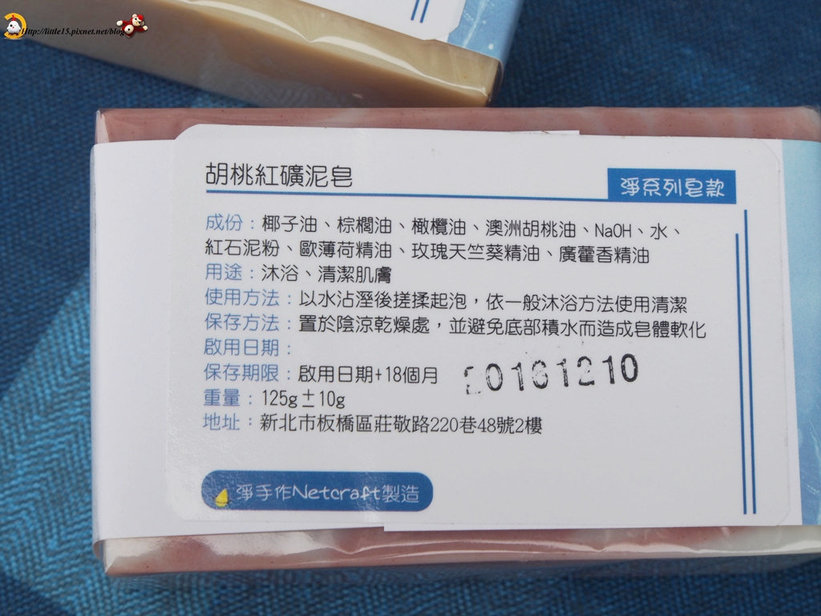 Http://little15.pixnet.net/blog
胡桃紅礦泥皂
淨系列皂款
成份：椰子油、棕櫚油、橄欖油、澳洲胡桃油、NaOH、水、
紅石泥粉、歐薄荷精油、玫瑰天竺葵精油、廣藿香精油
用途：沐浴、清潔肌膚
使用方法：以水沾溼後搓揉起泡，依一般沐浴方法使用清潔
保存方法：置於陰涼乾燥處，並避免底部積水而造成皂體軟化
啟用日期：
保存期限：啟用日期+18個月 20161210
重量：125g±10g
地址：新北市板橋區莊敬路220巷48號2樓
淨手作Netcraft製造